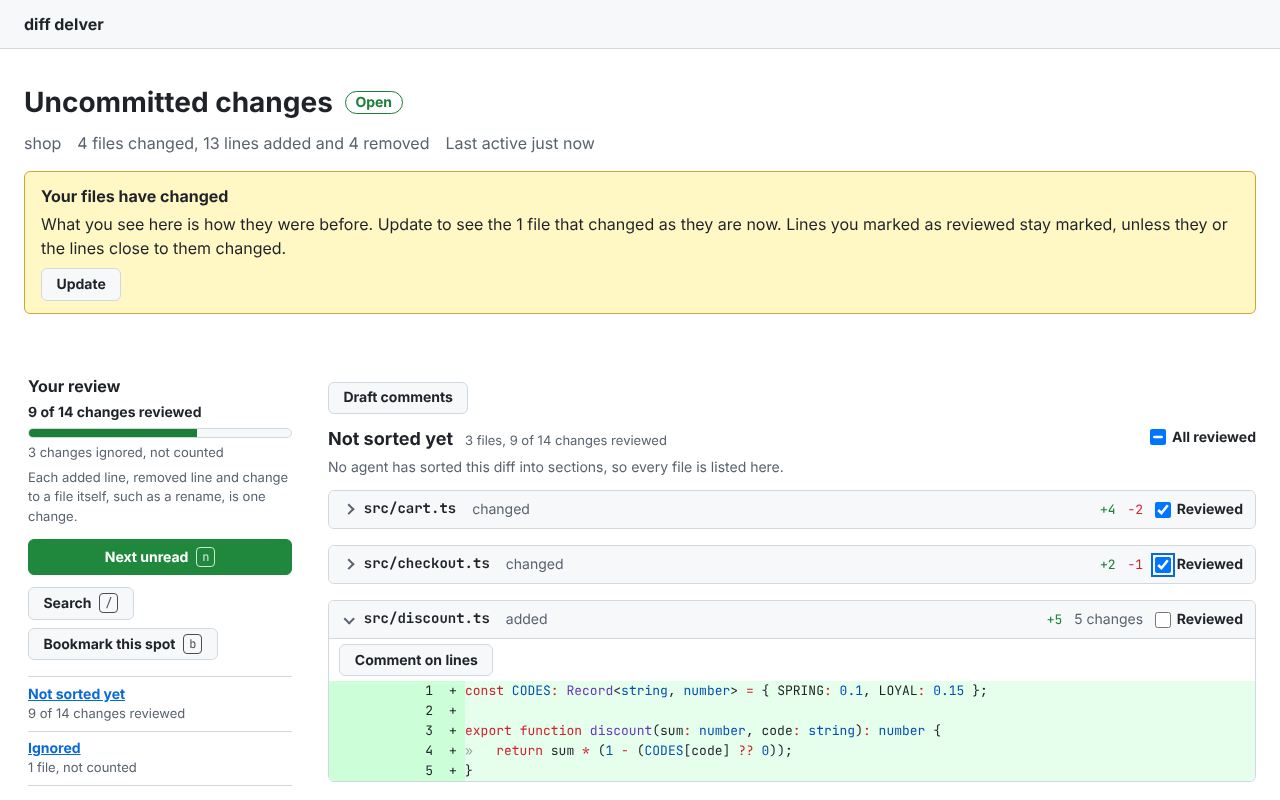 diff delver
Uncommitted changes Open
shop 4 files changed, 13 lines added and 4 removed Last active just now
Your files have changed
What you see here is how they were before. Update to see the 1 file that changed as they are now. Lines you marked as reviewed stay marked, unless they or
the lines close to them changed.
Update
Your review
9 of 14 changes reviewed
3 changes ignored, not counted
Each added line, removed line and change
to a file itself, such as a rename, is one
change.
Next unread n
Search /
Bookmark this spot b
Not sorted yet
9 of 14 changes reviewed
Ignored
1 file, not counted
Draft comments
Not sorted yet 3 files, 9 of 14 changes reviewed All reviewed
No agent has sorted this diff into sections, so every file is listed here.
src/cart.ts changed +4 -2 Reviewed
src/checkout.ts changed +2 -1 Reviewed
src/discount.ts added +5 5 changes Reviewed
Comment on lines
1 + const CODES: Record<string, number> = { SPRING: 0.1, LOYAL: 0.15 };
2 +
3 + export function discount(sum: number, code: string): number {
4 + »   return sum * (1 - (CODES[code] ?? 0));
5 + }